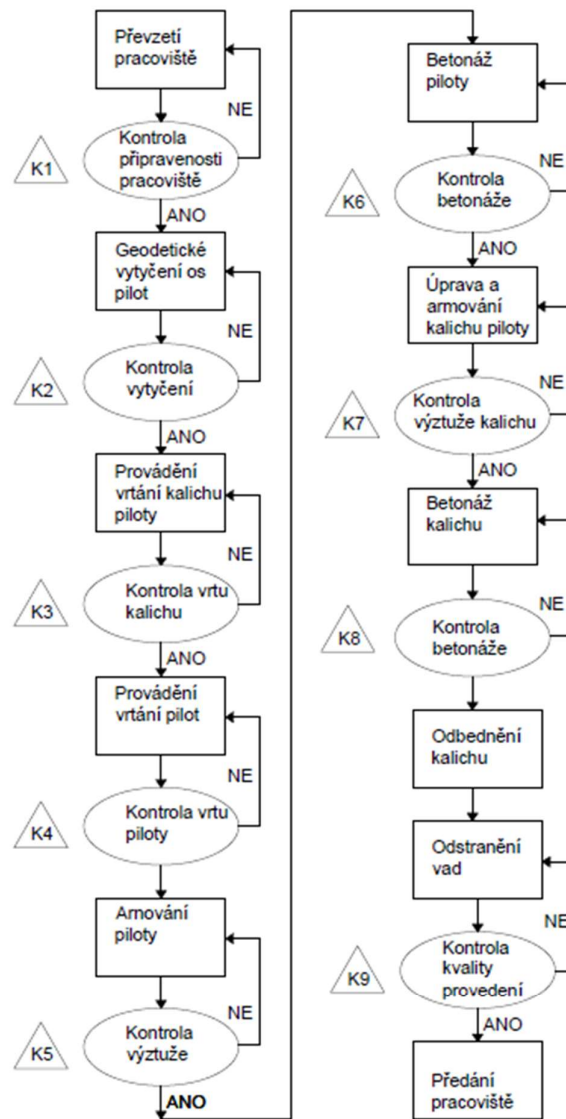 Převzetí
pracoviště
NE
K1
Kontrola
připravenosti
pracoviště
ANO
Geodetické
vytyčení os
pilot
NE
K2
Kontrola
vytyčení
ANO
Provádění
vrtání kalichu
piloty
NE
K3
Kontrola vrtu
kalichu
ANO
Provádění
vrtání pilot
NE
K4
Kontrola vrtu
piloty
Arnování
piloty
NE
K5
Kontrola
výztuže
ANO
Betonáž
piloty
NE
K6
Kontrola
betonáže
ANO
Úprava a
armování
kalichu piloty
NE
K7
Kontrola
výztuže kalichu
ANO
Betonáž
kalichu
NE
K8
Kontrola
betonáže
Odbednění
kalichu
Odstranění
vad
NE
K9
Kontrola
kvality
provedení
ANO
Předání
pracoviště